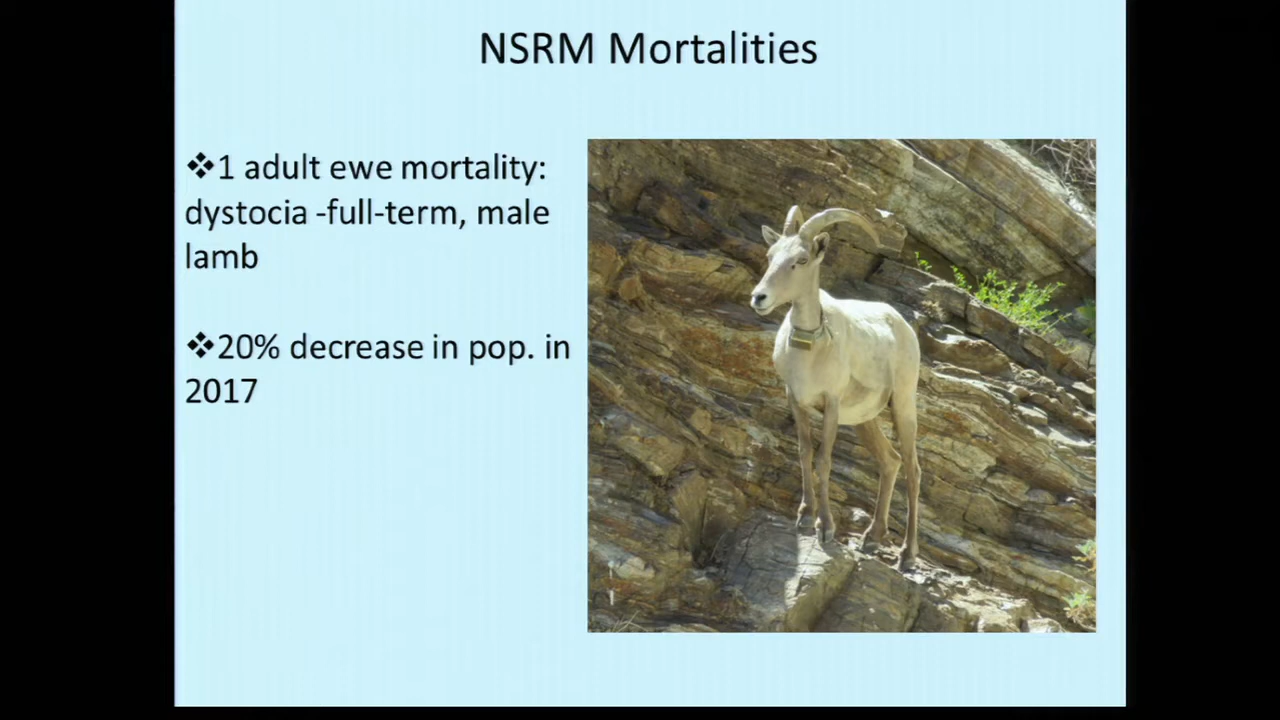 NSRM Mortalities
❖1 adult ewe mortality:
dystocia -full-term, male
lamb
❖20% decrease in pop. in
2017